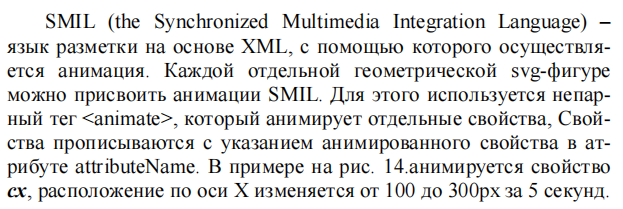 SMIL (the Synchronized Multimedia Integration Language) –
язык разметки на основе XML, с помощью которого осуществля-
ется анимация. Каждой отдельной геометрической svg-фигуре
можно присвоить анимации SMIL. Для этого используется непар-
ный тег <animate>, который анимирует отдельные свойства, Свой-
ства прописываются с указанием анимированного свойства в ат-
рибуте attributeName. В примере на рис. 14.анимируется свойство
cx, расположение по оси X изменяется от 100 до 300px за 5 секунд.